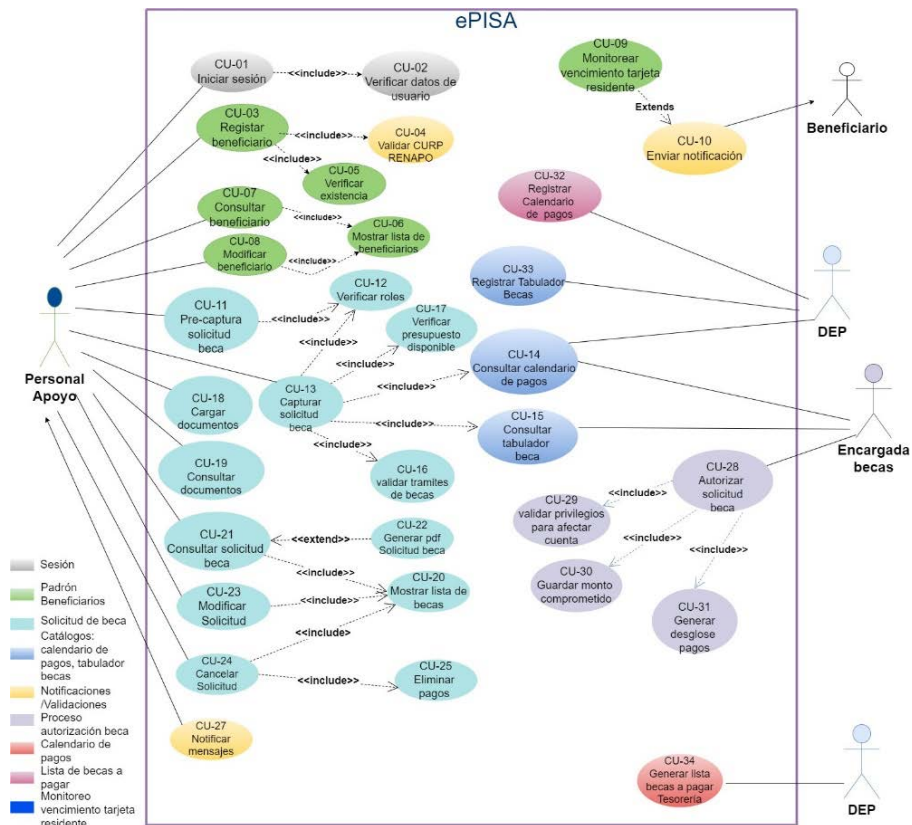 ePISA
CU-01
Iniciar sesión
<<include>>
CU-02
Verificar datos de
usuario
CU-09
Monitorear
vencimiento tarjeta
residente
Extends
CU-10
Enviar notificación
Beneficiario
CU-03
Registar
beneficiario
<<include>>
CU-04
Validar CURP
RENAPO
<<include>>
CU-05
Verificar
existencia
CU-07
Consultar
beneficiario
<<include>>
CU-06
Mostrar lista de
beneficiarios
CU-08
Modificar
beneficiario
<<include>>
CU-32
Registrar
Calendario
de pagos
CU-33
Registrar Tabulador
Becas
DEP
CU-11
Pre-captura
solicitud
beca
<<include>>
CU-12
Verificar roles
<<include>>
CU-17
Verificar
presupuesto
disponible
<<include>>
CU-14
Consultar calendario
de pagos
Personal
Apoyo
CU-18
Cargar
documentos
CU-13
Capturar
solicitud
beca
<<include>>
<<include>>
CU-15
Consultar
tabulador
beca
Encargada
becas
<<include>>
CU-16
validar tramites
de becas
CU-19
Consultar
documentos
CU-28
Autorizar
solicitud
beca
<<include>>
CU-29
validar privilegios
para afectar
cuenta
<<include>>
CU-30
Guardar monto
comprometido
<<include>>
CU-31
Generar
desglose
pagos
CU-21
Consultar solicitud
beca
<<extend>>
CU-22
Generar pdf
Solicitud beca
<<include>>
CU-20
Mostrar lista de
becas
CU-23
Modificar
Solicitud
<<include>>
CU-24
Cancelar
Solicitud
<<include>
<<include>>
CU-25
Eliminar
pagos
CU-27
Notificar
mensajes
CU-34
Generar lista
becas a pagar
Tesorería
DEP
Sesión
Padrón
Beneficiarios
Solicitud de beca
Catálogos:
calendario de
pagos, tabulador
becas
Notificaciones
/Validaciones
Proceso
autorización beca
Calendario de
pagos
Lista de becas a
pagar
Monitoreo
vencimiento tarjeta
residente